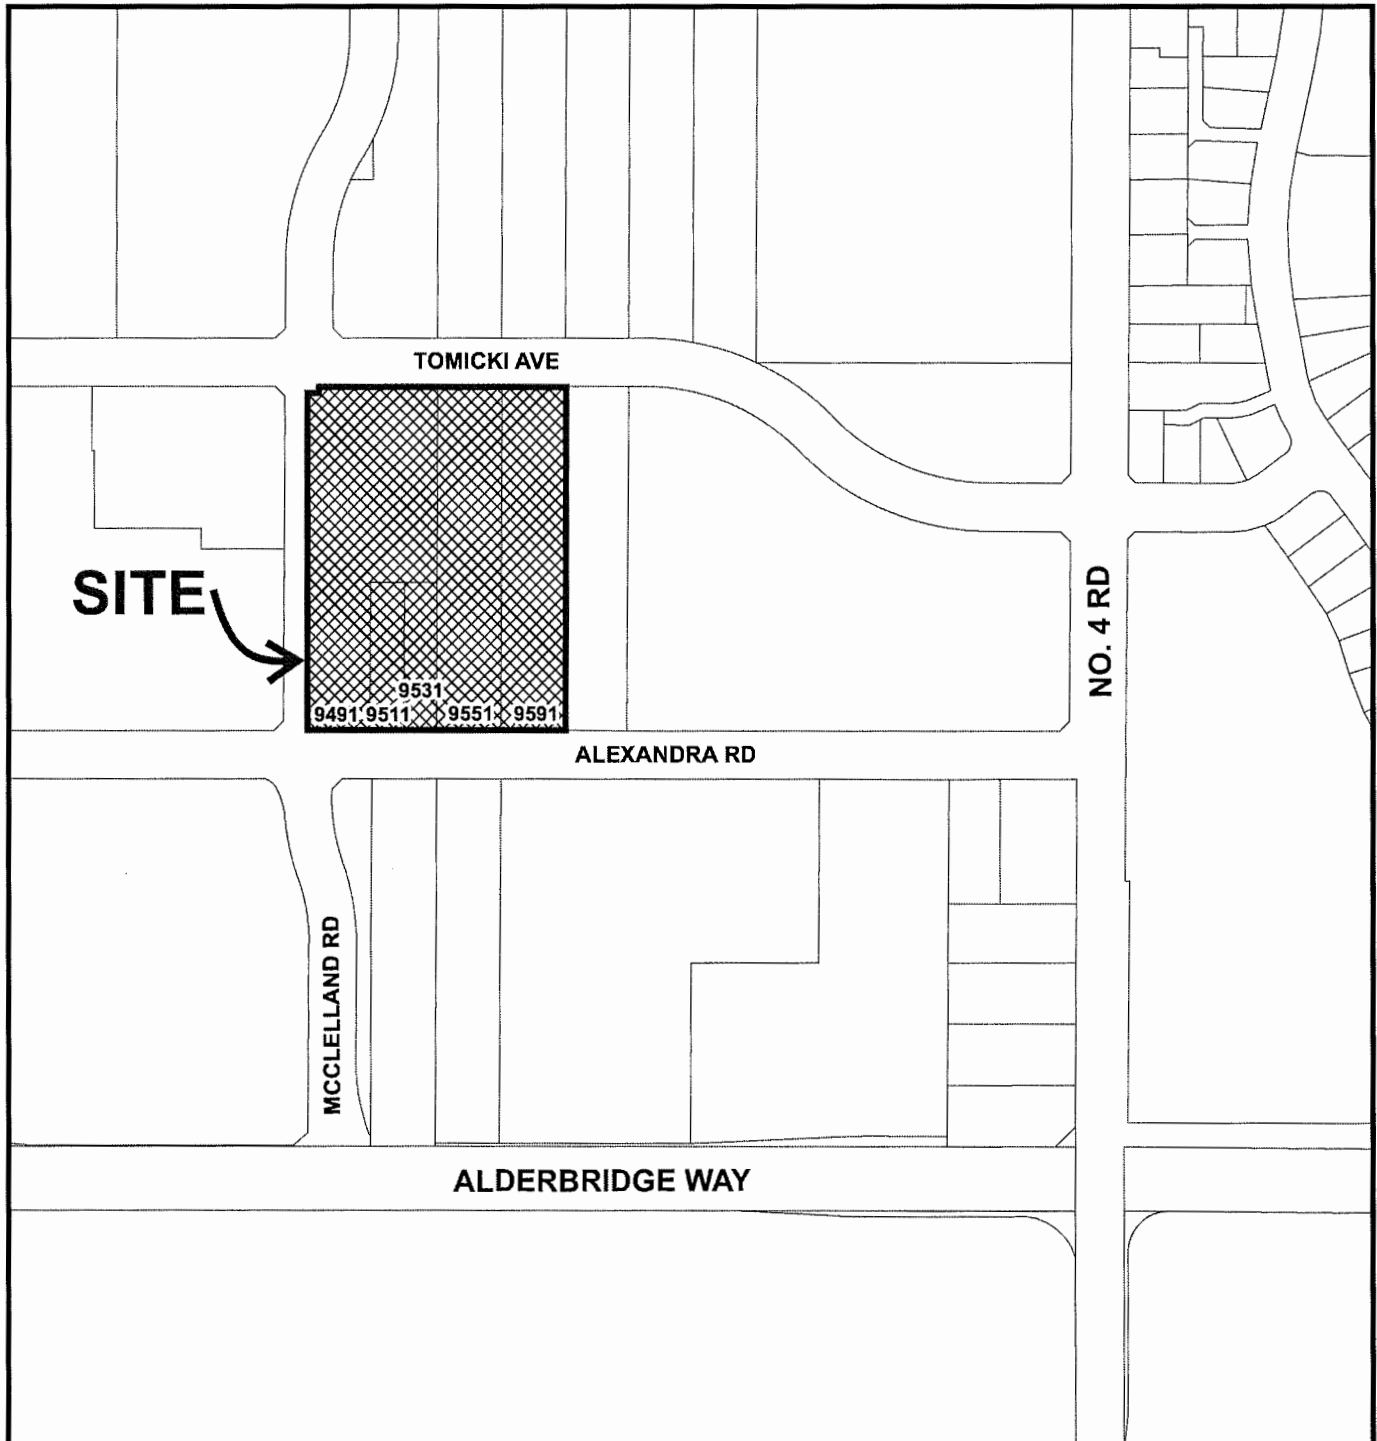 TOMICKI AVE
SITE
NO. 4 RD
9531
9491 9511 9551 9591
ALEXANDRA RD
MCCLELLAND RD
ALDERBRIDGE WAY